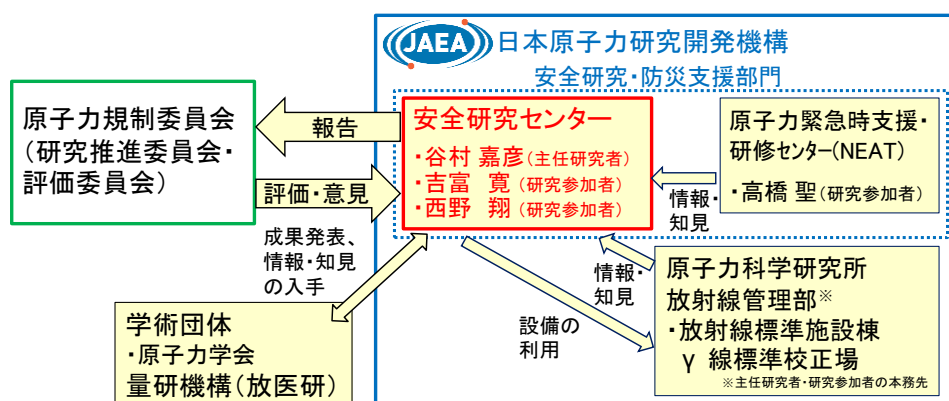 JAEA 日本原子力研究開発機構
安全研究・防災支援部門
原子力規制委員会
(研究推進委員会・
評価委員会)
報告
評価・意見
安全研究センター
・谷村 嘉彦(主任研究者)
・吉富 寛(研究参加者)
・西野 翔(研究参加者)
原子力緊急時支援・
研修センター(NEAT)
・高橋 聖(研究参加者)
情報・
知見
成果発表、
情報・知見
の入手
学術団体
・原子力学会
量研機構(放医研)
設備の
利用
情報・
知見
原子力科学研究所
放射線管理部※
・放射線標準施設棟
γ 線標準校正場
※主任研究者・研究参加者の本務先